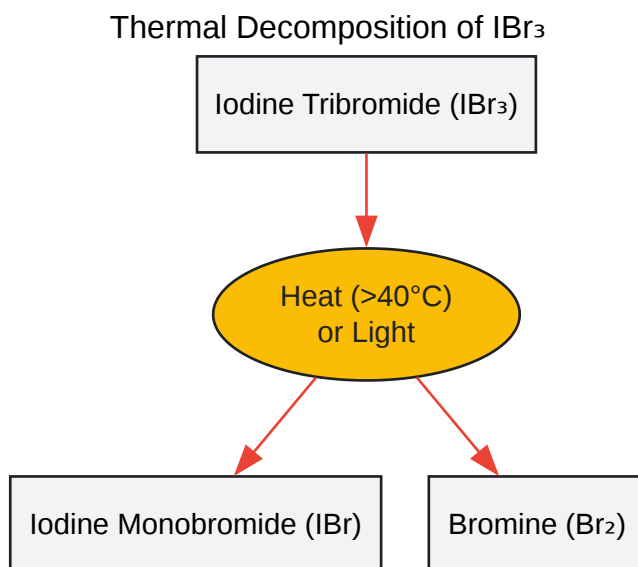 Thermal Decomposition of IBr₃
Iodine Tribromide (IBr₃)
Heat (>40°C)
or Light
Iodine Monobromide (IBr)
Bromine (Br₂)